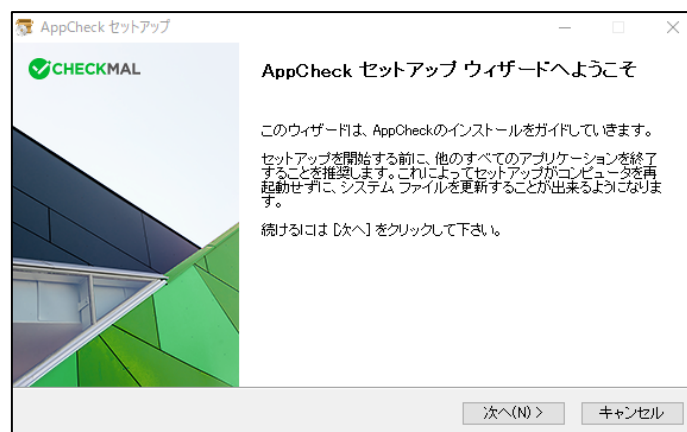 AppCheck セットアップ
CHECKMAL
AppCheck セットアップ ウィザードへようこそ
このウィザードは、AppCheckのインストールをガイドしていきます。
セットアップを開始する前に、他のすべてのアプリケーションを終了
することを推奨します。これによってセットアップがコンピュータを再
起動せずに、システム ファイルを更新することが出来るようになりま
す。
続けるには [次へ] をクリックして下さい。
次へ(N) >
キャンセル